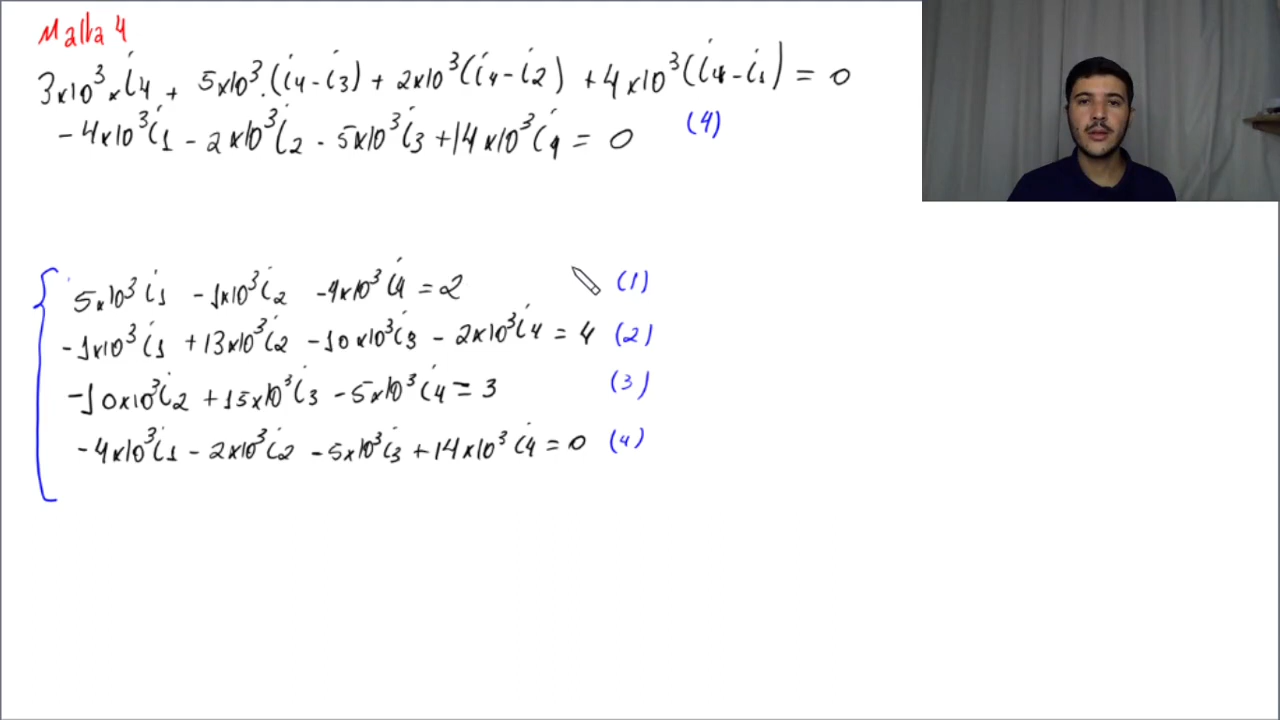 Malha 4
3x10³ x i4 + 5x10³.(i4 - i3) + 2x10³(i4 - i2) + 4x10³(i4 - i1) = 0
- 4x10³i1 - 2x10³i2 - 5x10³i3 + 14x10³i4 = 0 (4)
5x10³i1 - 1x10³i2 - 4x10³i4 = 2 (1)
- 1x10³i1 + 13x10³i2 - 10x10³i3 - 2x10³i4 = 4 (2)
- 10x10³i2 + 15x10³i3 - 5x10³i4 = 3 (3)
- 4x10³i1 - 2x10³i2 - 5x10³i3 + 14x10³i4 = 0 (4)